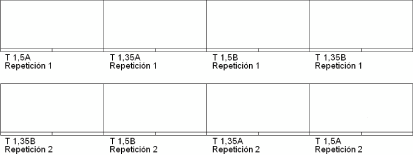 T 1,5A T 1,35A T 1,5B T 1,35B
Repetición 1 Repetición 1 Repetición 1 Repetición 1
T 1,35B T 1,5B T 1,35A T 1,5A
Repetición 2 Repetición 2 Repetición 2 Repetición 2